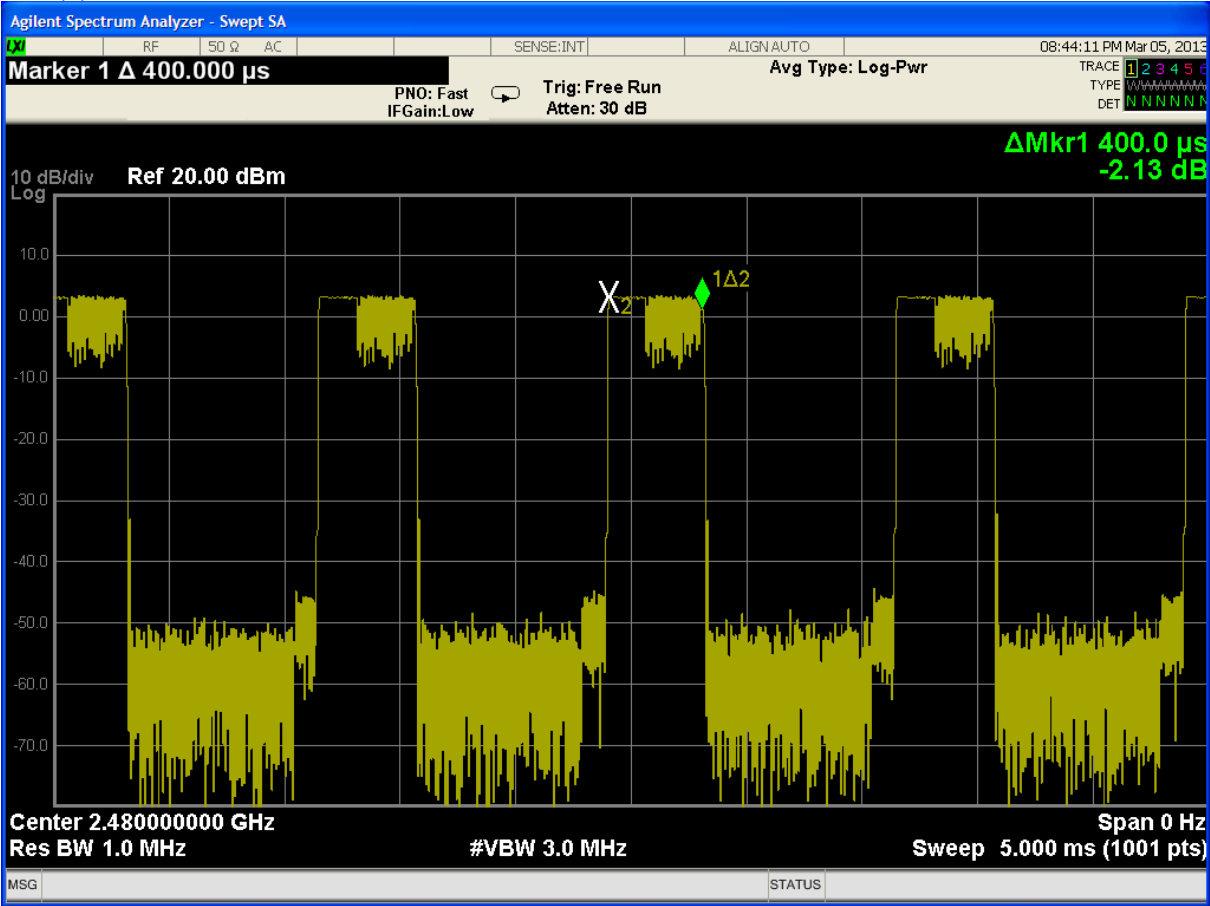 Agilent Spectrum Analyzer - Swept SA
LXI RF 50 Ω AC SENSE:INT ALIGN AUTO 08:44:11 PM Mar 05, 2013
Marker 1 Δ 400.000 μs Avg Type: Log-Pwr TRACE 1 2 3 4 5 6
PNO: Fast Trig: Free Run TYPE
IFGain:Low Atten: 30 dB DET N N N N N N
ΔMkr1 400.0 μs
10 dB/div Ref 20.00 dBm -2.13 dB
Log
10.0
1Δ2
X2
0.00
-10.0
-20.0
-30.0
-40.0
-50.0
-60.0
-70.0
Center 2.480000000 GHz Span 0 Hz
Res BW 1.0 MHz #VBW 3.0 MHz Sweep 5.000 ms (1001 pts)
MSG STATUS